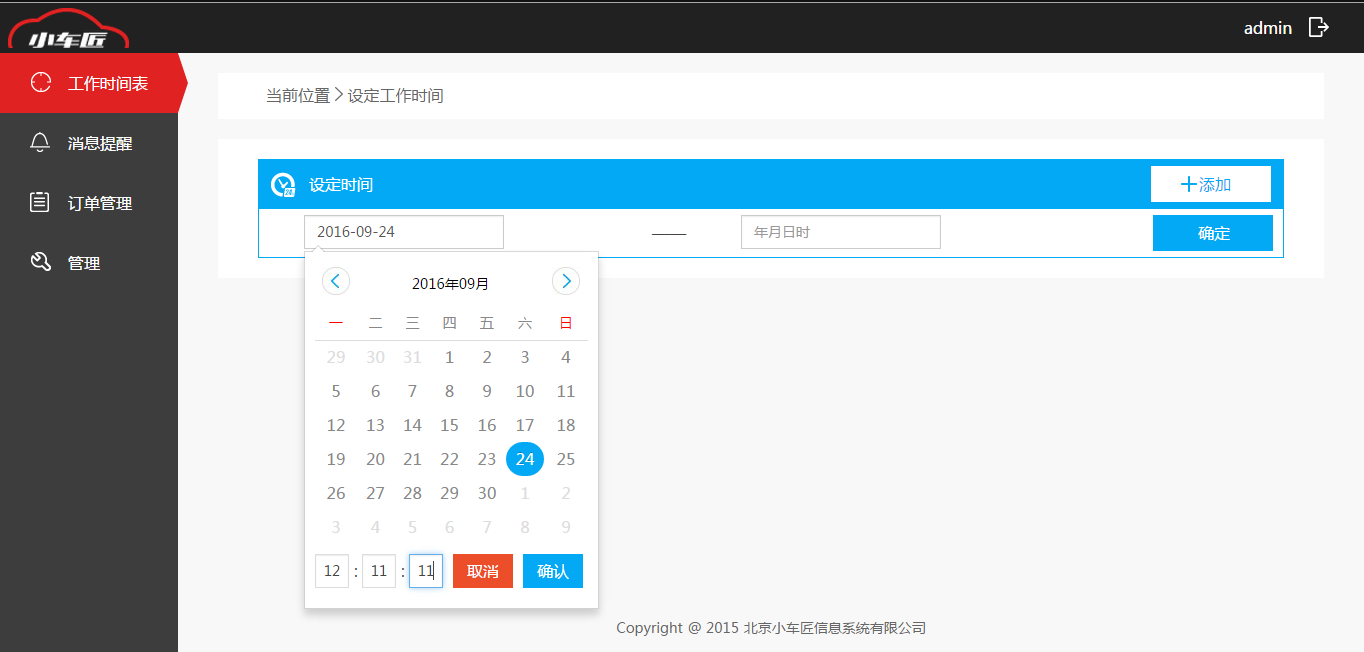 小车匠
admin
工作时间表
消息提醒
订单管理
管理
当前位置 > 设定工作时间
设定时间
+添加
2016-09-24 —— 年月日时
确定
2016年09月
一 二 三 四 五 六 日
29 30 31 1 2 3 4
5 6 7 8 9 10 11
12 13 14 15 16 17 18
19 20 21 22 23 24 25
26 27 28 29 30 1 2
3 4 5 6 7 8 9
12 : 11 : 11 取消 确认
Copyright @ 2015 北京小车匠信息系统有限公司